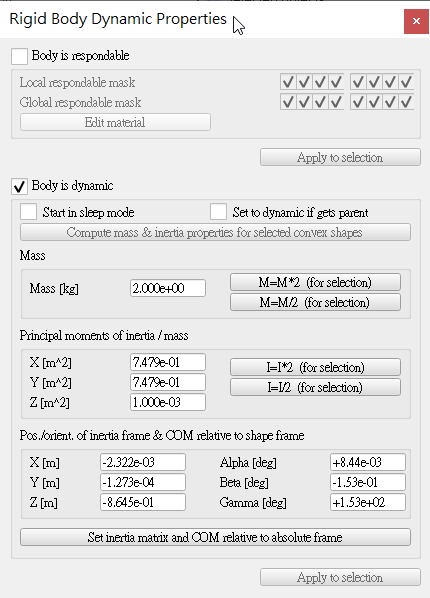 Rigid Body Dynamic Properties
Body is respondable
Local respondable mask
Global respondable mask
Edit material
Apply to selection
Body is dynamic
Start in sleep mode Set to dynamic if gets parent
Compute mass & inertia properties for selected convex shapes
Mass
Mass [kg] 2.000e+00 M=M*2 (for selection)
M=M/2 (for selection)
Principal moments of inertia / mass
X [m^2] 7.479e-01 I=I*2 (for selection)
Y [m^2] 7.479e-01 I=I/2 (for selection)
Z [m^2] 1.000e-03
Pos./orient. of inertia frame & COM relative to shape frame
X [m] -2.322e-03 Alpha [deg] +8.44e-03
Y [m] -1.273e-04 Beta [deg] -1.53e-01
Z [m] -8.645e-01 Gamma [deg] +1.53e+02
Set inertia matrix and COM relative to absolute frame
Apply to selection